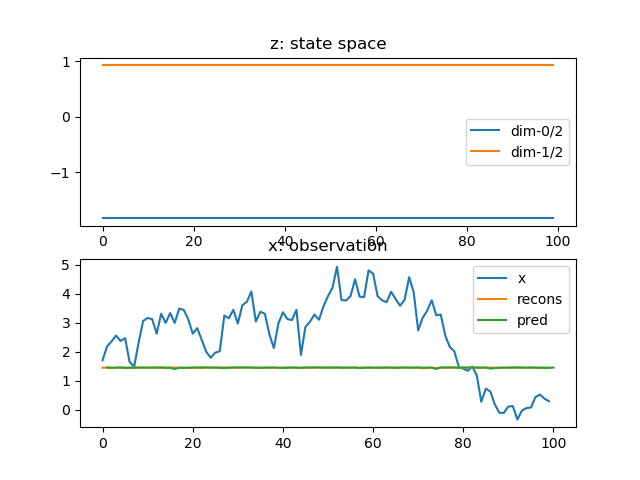 z: state space
1
0
−1
dim-0/2
dim-1/2
0 20 40 60 80 100
x: observation
5
4
3
2
1
0
x
recons
pred
0 20 40 60 80 100